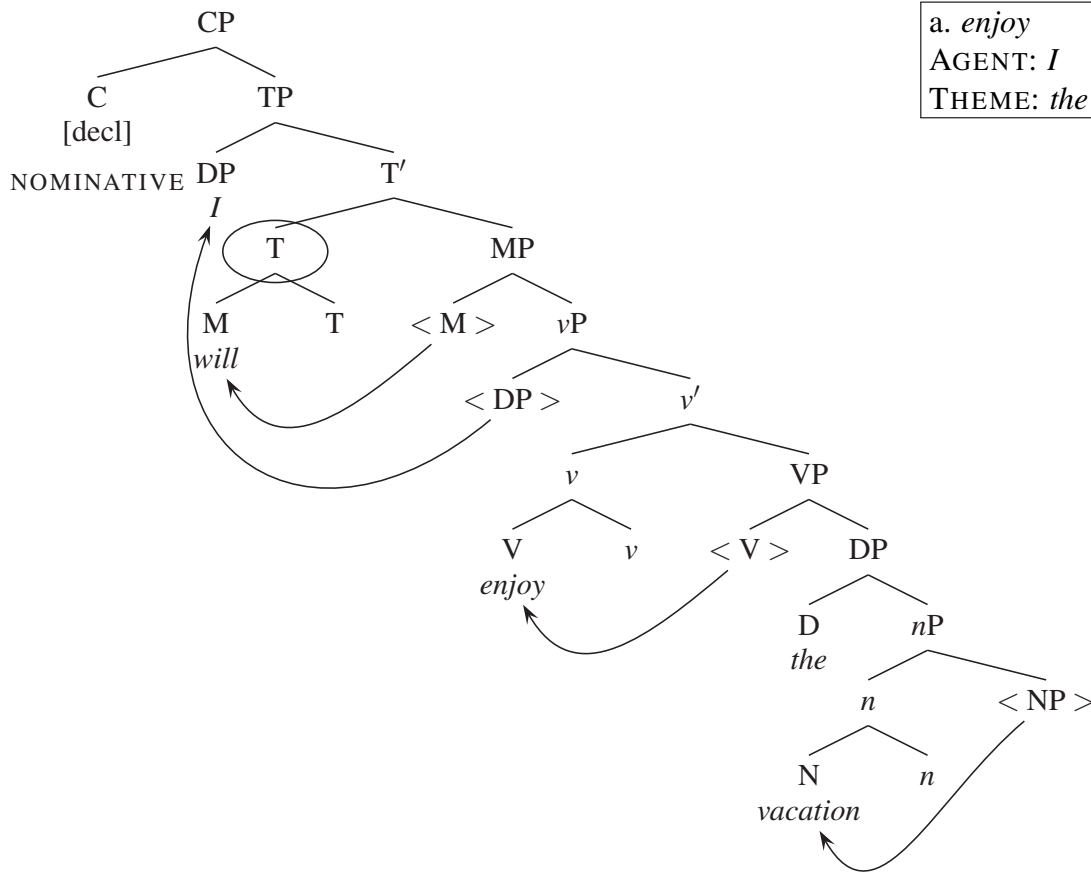 CP
a. enjoy
AGENT: I
THEME: the
C TP
[decl]
NOMINATIVE DP T′
I
T MP
M T < M > vP
will
< DP > v′
v VP
V v < V > DP
enjoy
D nP
the
n < NP >
N n
vacation